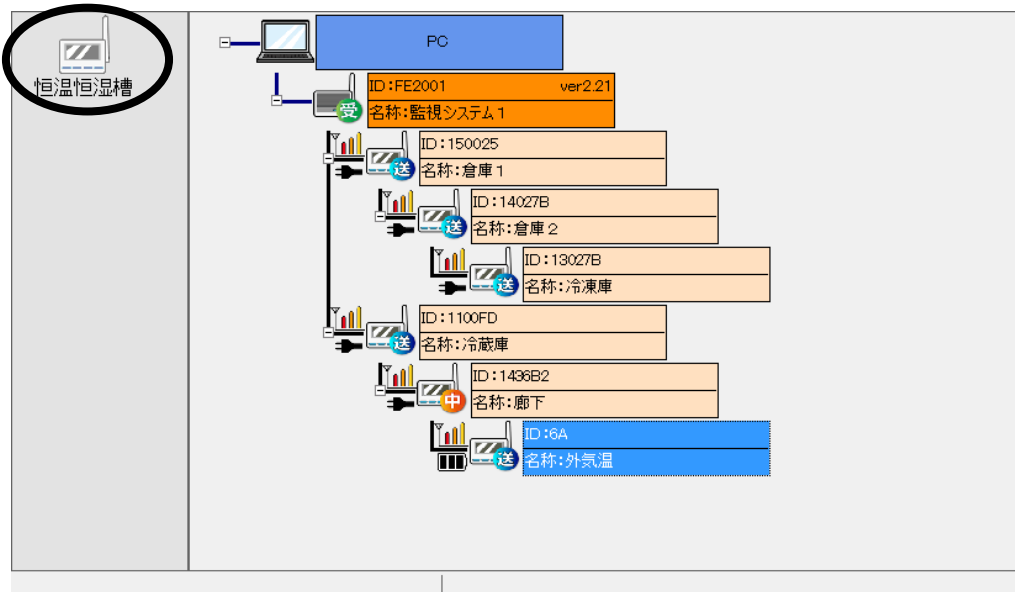 恒温恒湿槽
PC
ID:FE2001 ver2.21
名称:監視システム1
受
ID:150025
名称:倉庫1
送
ID:14027B
名称:倉庫2
送
ID:13027B
名称:冷凍庫
送
ID:1100FD
名称:冷蔵庫
送
ID:1436B2
名称:廊下
中
ID:6A
名称:外気温
送